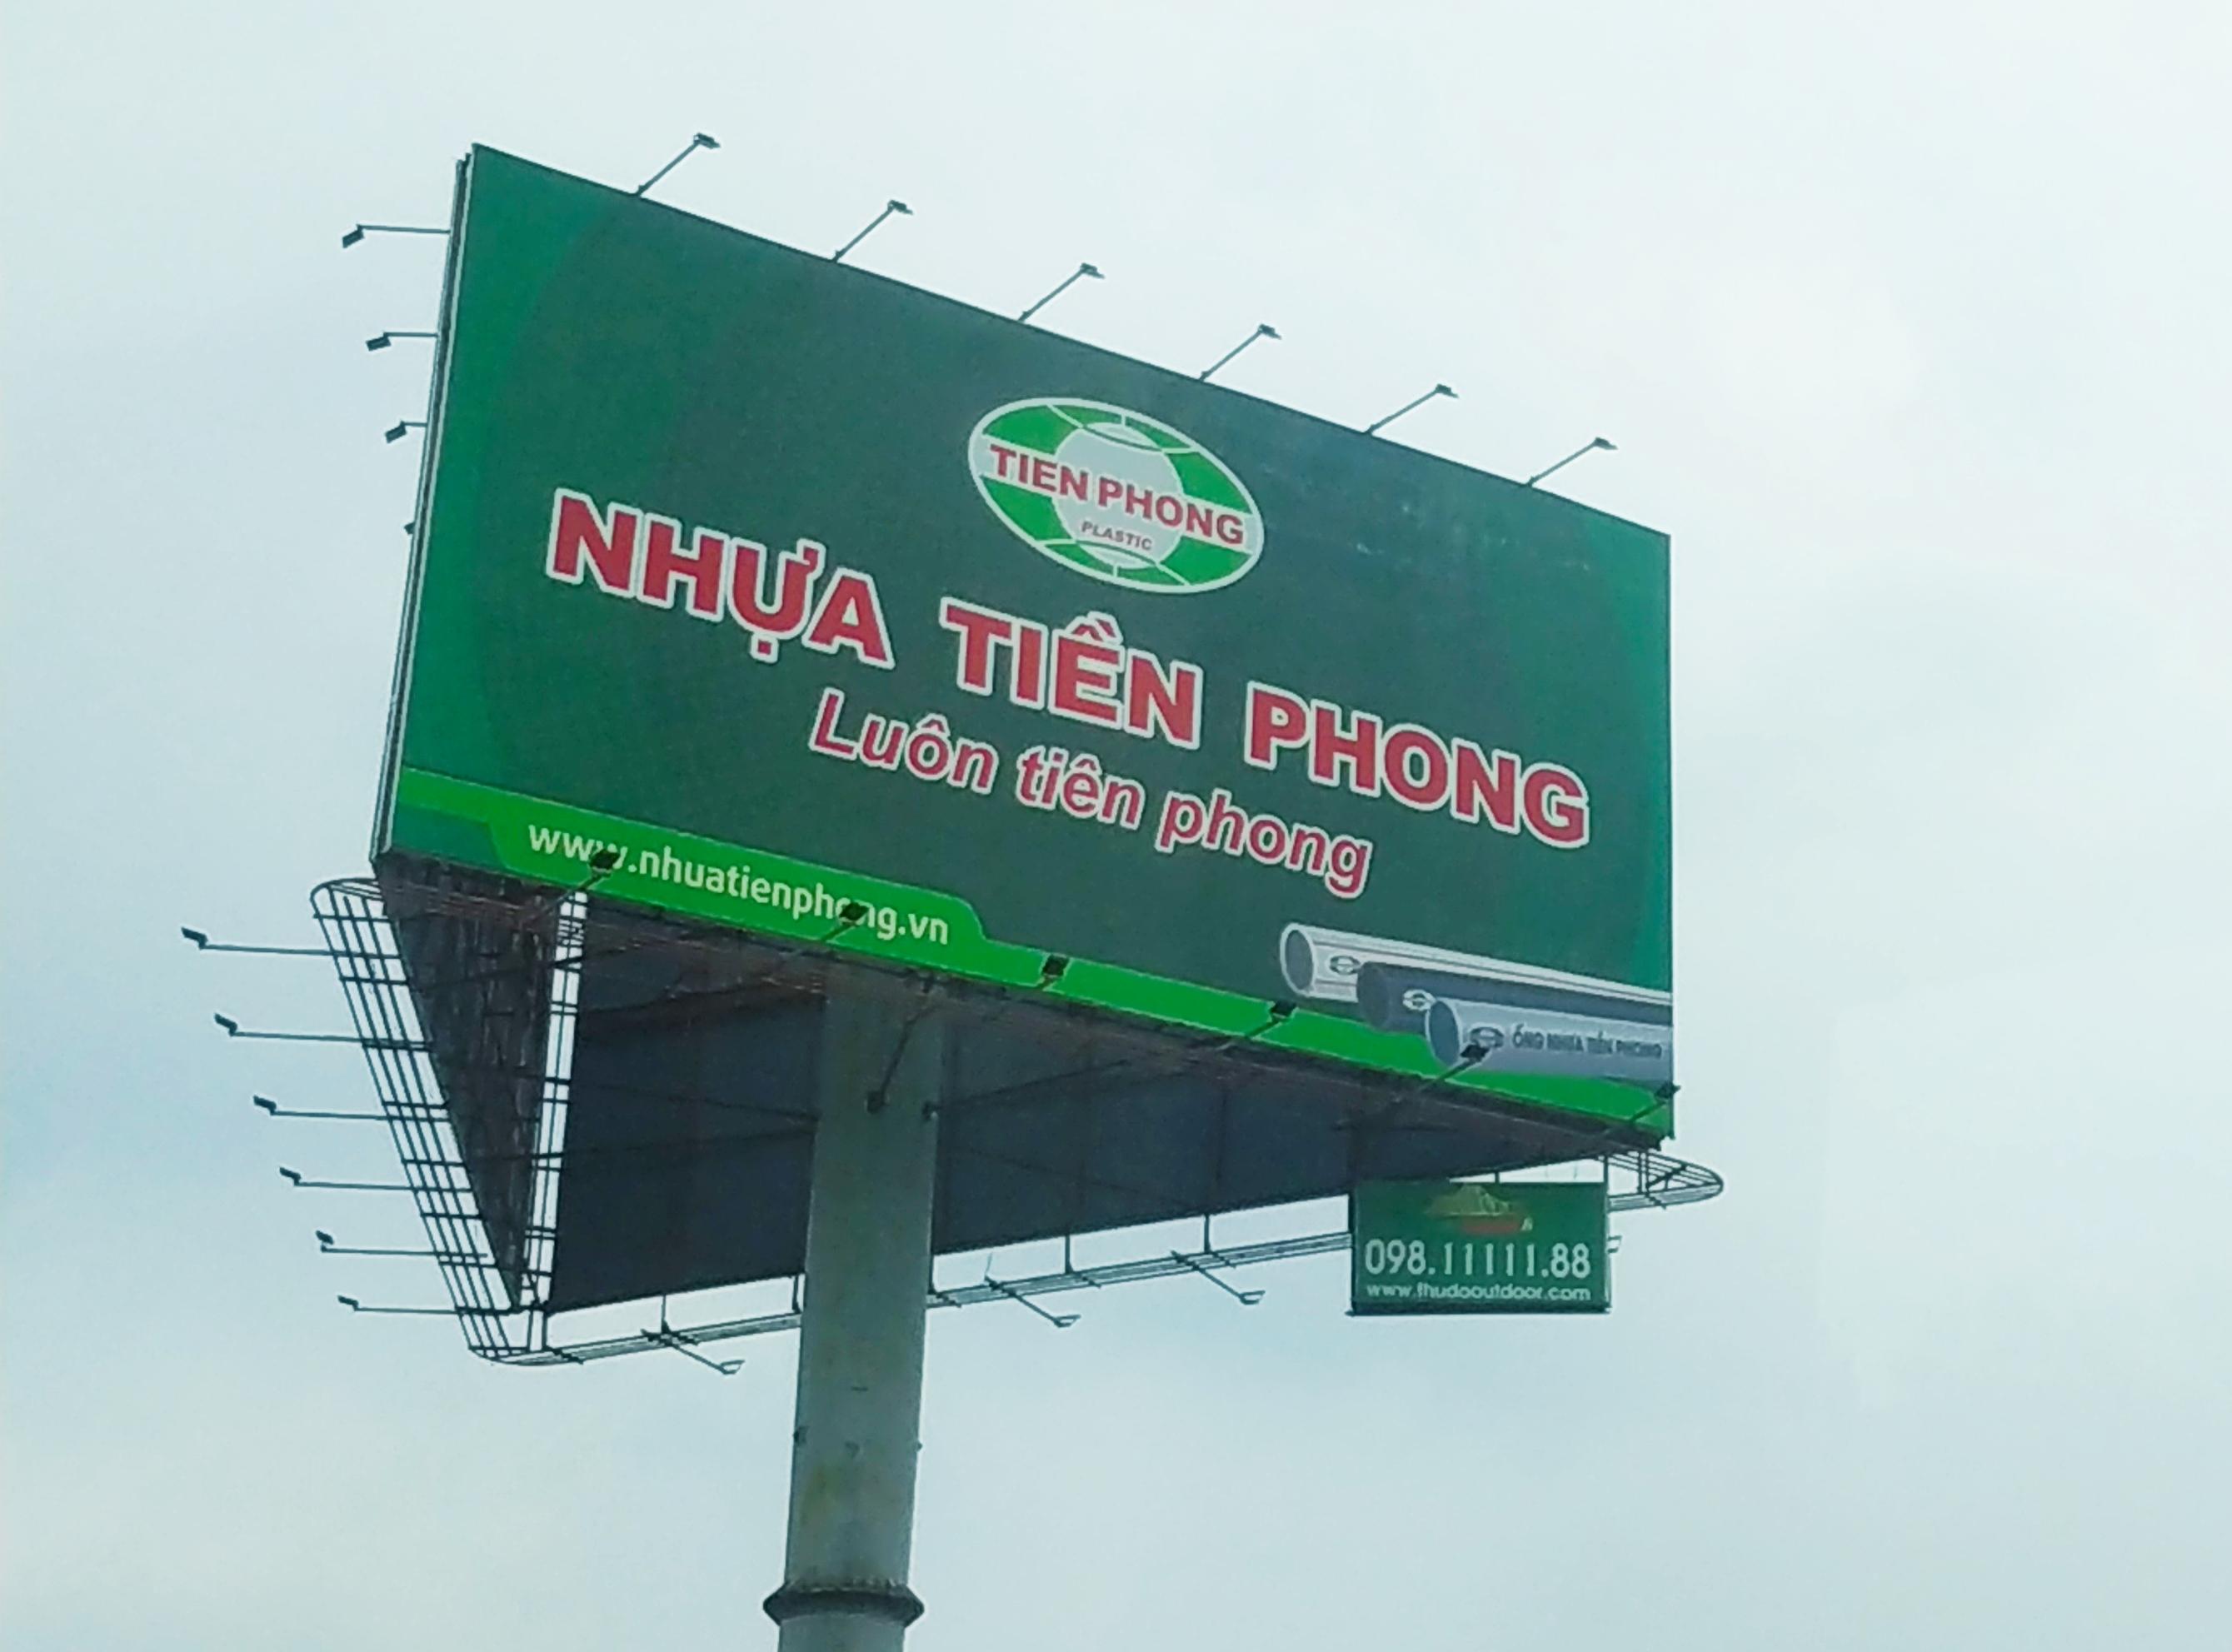 TIEN PHONG
PLASTIC
NHỰA TIỀN PHONG
Luôn tiên phong
www.nhuatienphong.vn
ỐNG NHỰA TIỀN PHONG
098.11111.88
www.thudooutdoor.com